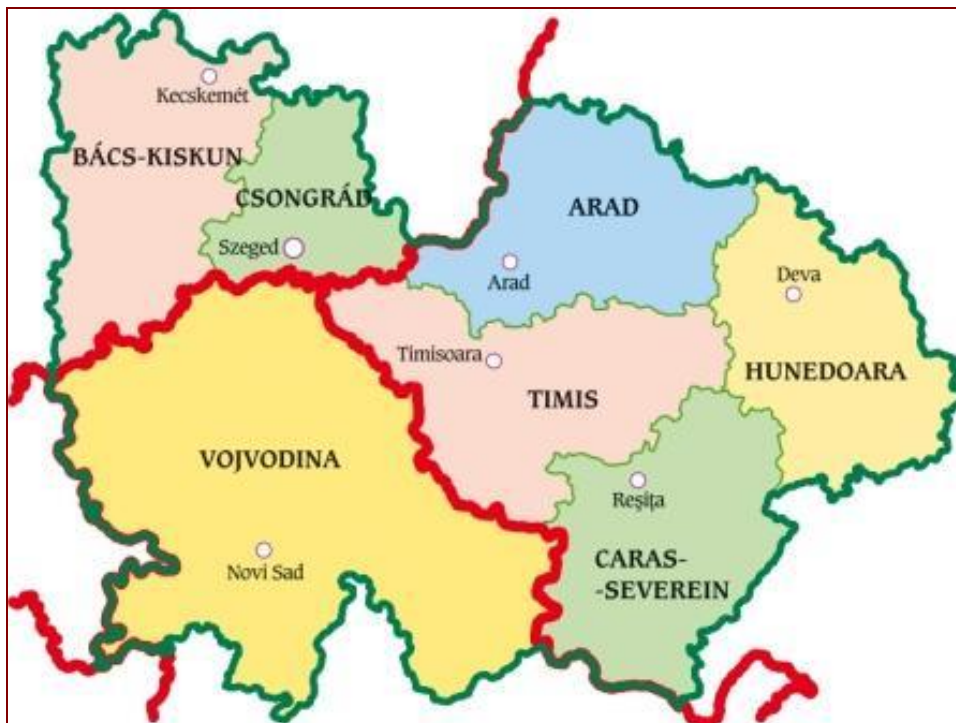 Kecskemét
BÁCS-KISKUN
CSONGRÁD
ARAD
Szeged
Arad
Deva
Timisoara
HUNEDOARA
TIMIS
VOJVODINA
Reşiţa
Novi Sad
CARAS-
-SEVEREIN